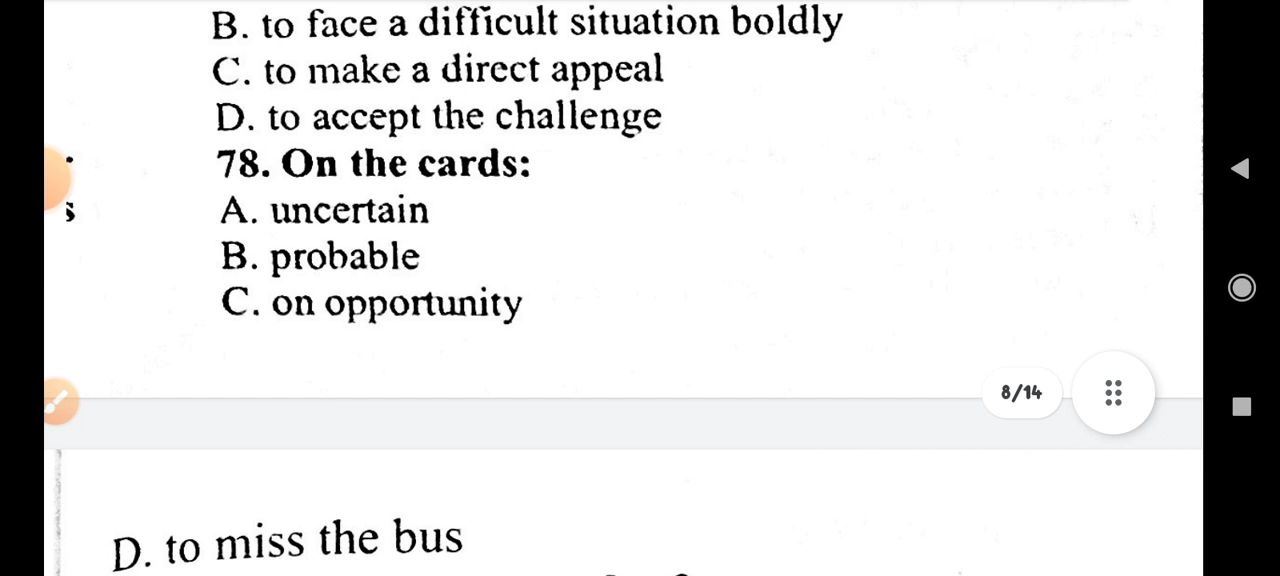 B. to face a difficult situation boldly
C. to make a direct appeal
D. to accept the challenge
78. On the cards:
s
A. uncertain
B. probable
C. on opportunity
8/14
D. to miss the bus